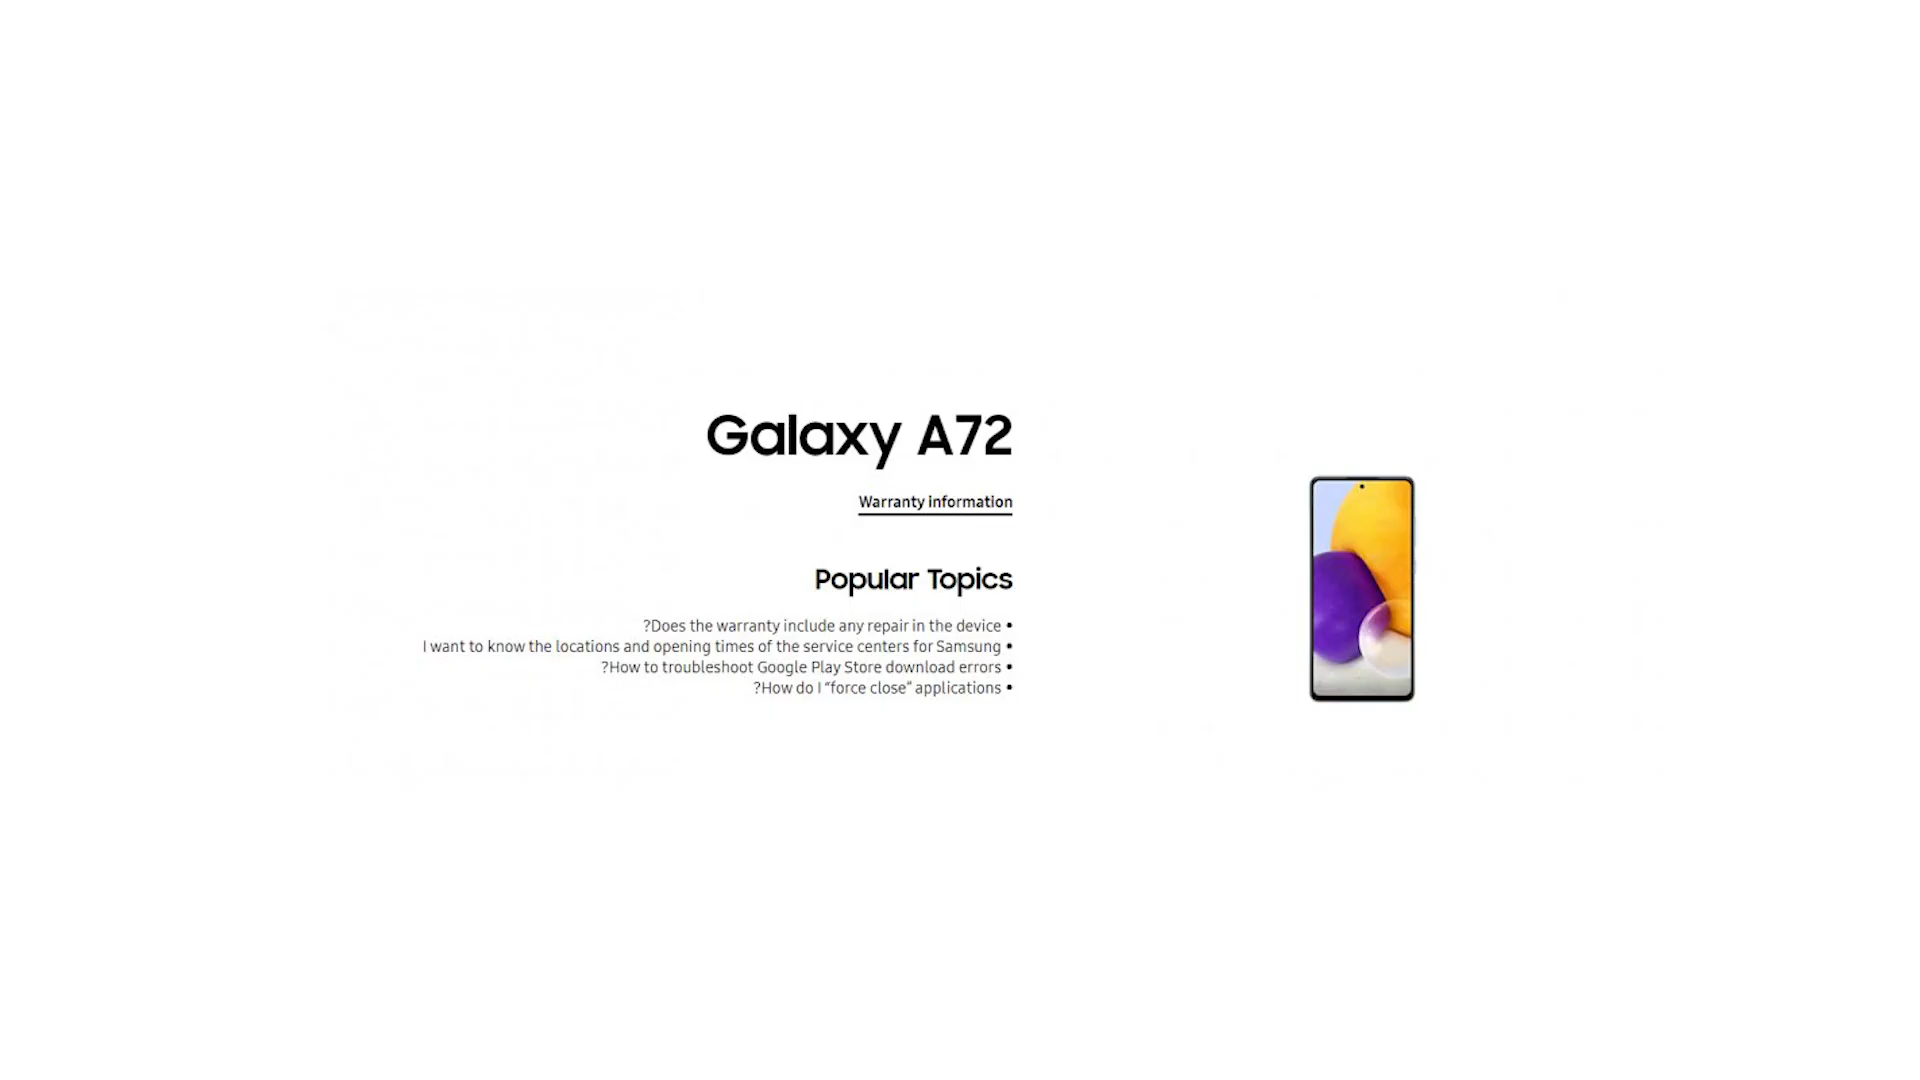 Galaxy A72
Warranty information
Popular Topics
?Does the warranty include any repair in the device •
I want to know the locations and opening times of the service centers for Samsung •
?How to troubleshoot Google Play Store download errors •
?How do I “force close” applications •